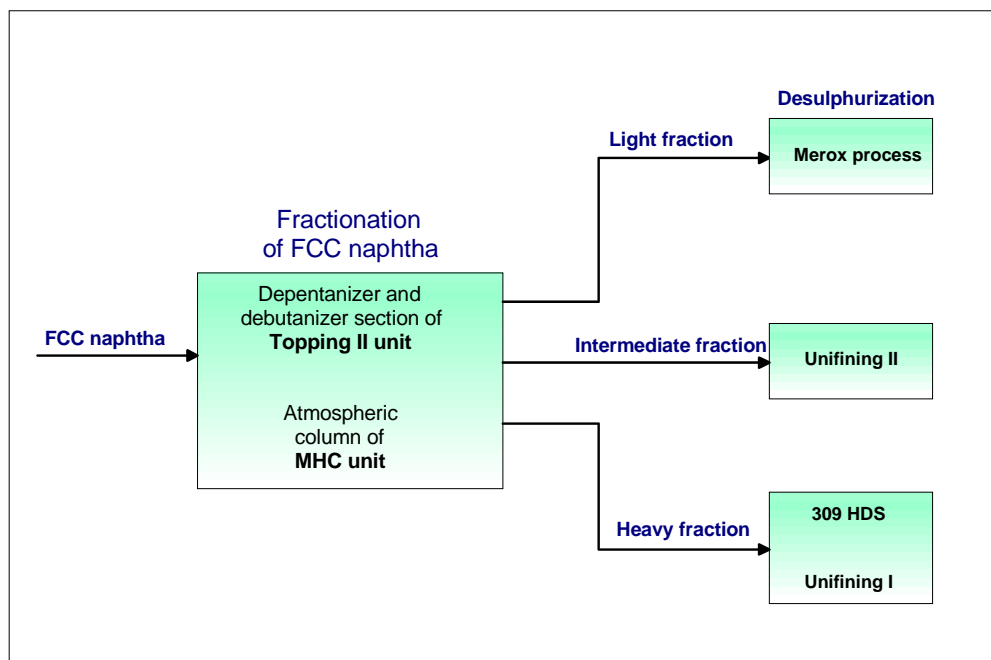 Desulphurization
Light fraction
Merox process
Fractionation
of FCC naphtha
Depentanizer and
debutanizer section of
Topping II unit
FCC naphtha
Intermediate fraction
Unifining II
Atmospheric
column of
MHC unit
Heavy fraction
309 HDS
Unifining I